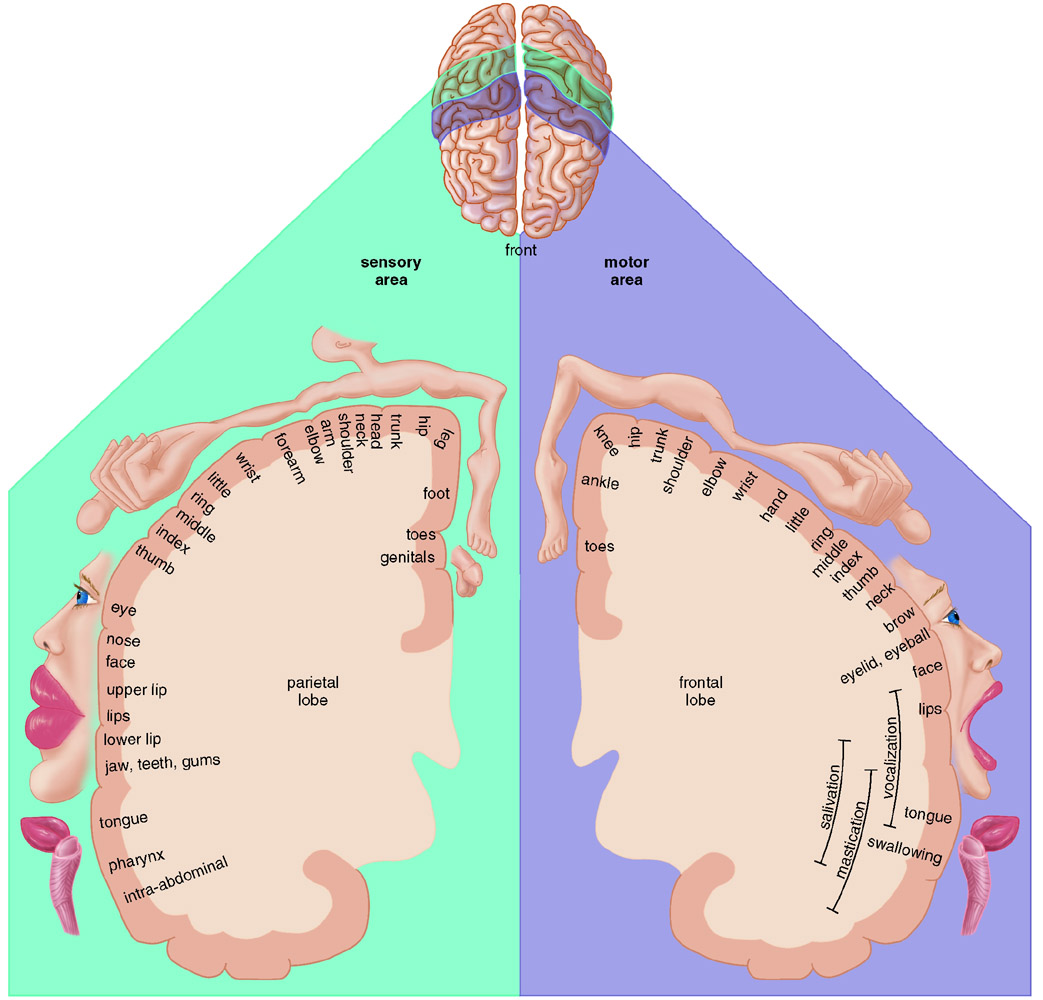 front
sensory
area
motor
area
leg
hip
trunk
head
neck
shoulder
arm
elbow
forearm
wrist
little
ring
middle
index
thumb
eye
nose
face
upper lip
lips
lower lip
jaw, teeth, gums
tongue
pharynx
intra-abdominal
foot
toes
genitals
parietal
lobe
knee
hip
trunk
shoulder
elbow
wrist
hand
little
ring
middle
index
thumb
neck
brow
eyelid, eyeball
face
lips
tongue
swallowing
ankle
toes
frontal
lobe
salivation
mastication
vocalization